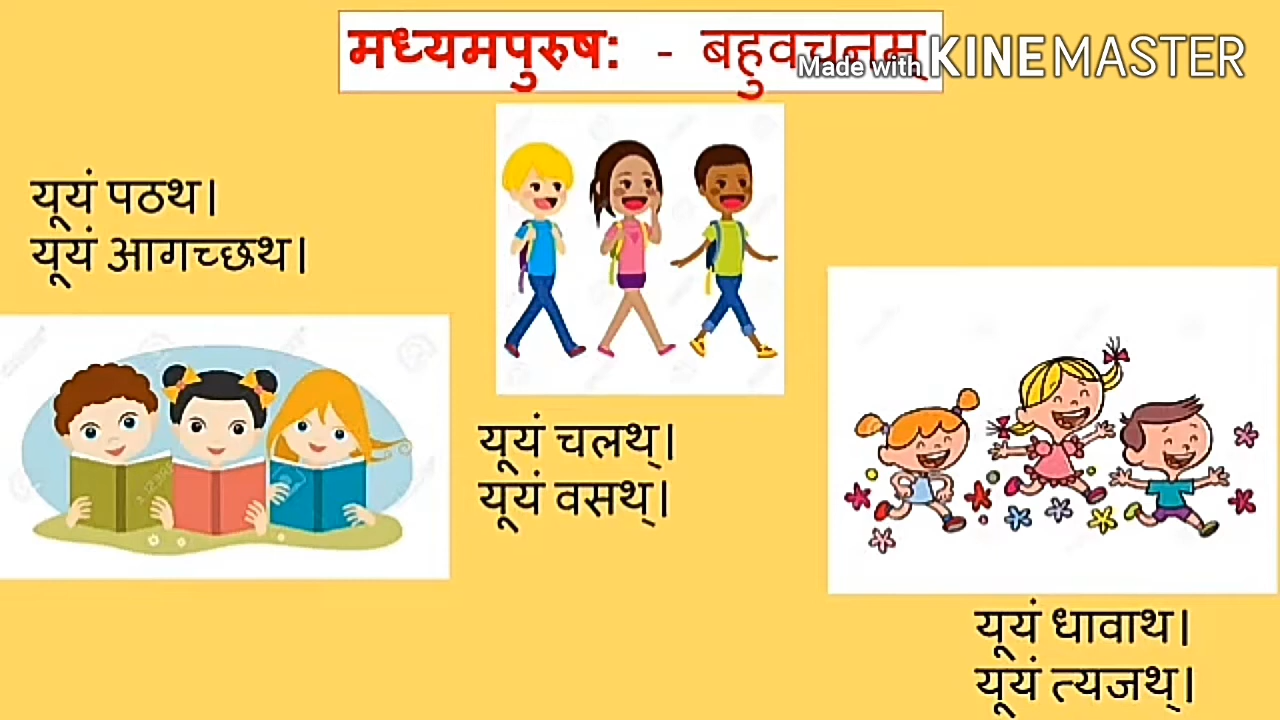 मध्यमपुरुष: - बहुवचनम्
Made with KINEMASTER
यूयं पठथ।
यूयं आगच्छथ।
यूयं चलथ्।
यूयं वसथ्।
यूयं धावाथ।
यूयं त्यजथ्।